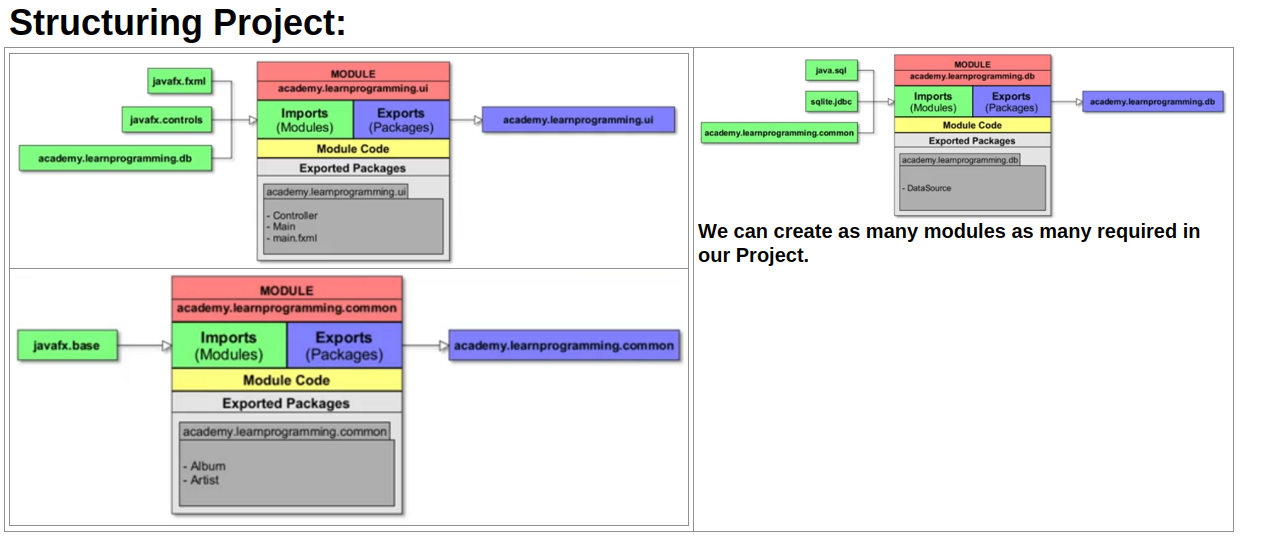 Structuring Project:
javafx.fxml
javafx.controls
academy.learnprogramming.db
MODULE
academy.learnprogramming.ui
Imports
(Modules)
Exports
(Packages)
Module Code
Exported Packages
academy.learnprogramming.ui
- Controller
- Main
- main.fxml
academy.learnprogramming.ui
java.sql
sqlite.jdbc
academy.learnprogramming.common
MODULE
academy.learnprogramming.db
Imports
(Modules)
Exports
(Packages)
Module Code
Exported Packages
academy.learnprogramming.db
- DataSource
academy.learnprogramming.db
We can create as many modules as many required in
our Project.
javafx.base
MODULE
academy.learnprogramming.common
Imports
(Modules)
Exports
(Packages)
Module Code
Exported Packages
academy.learnprogramming.common
- Album
- Artist
academy.learnprogramming.common